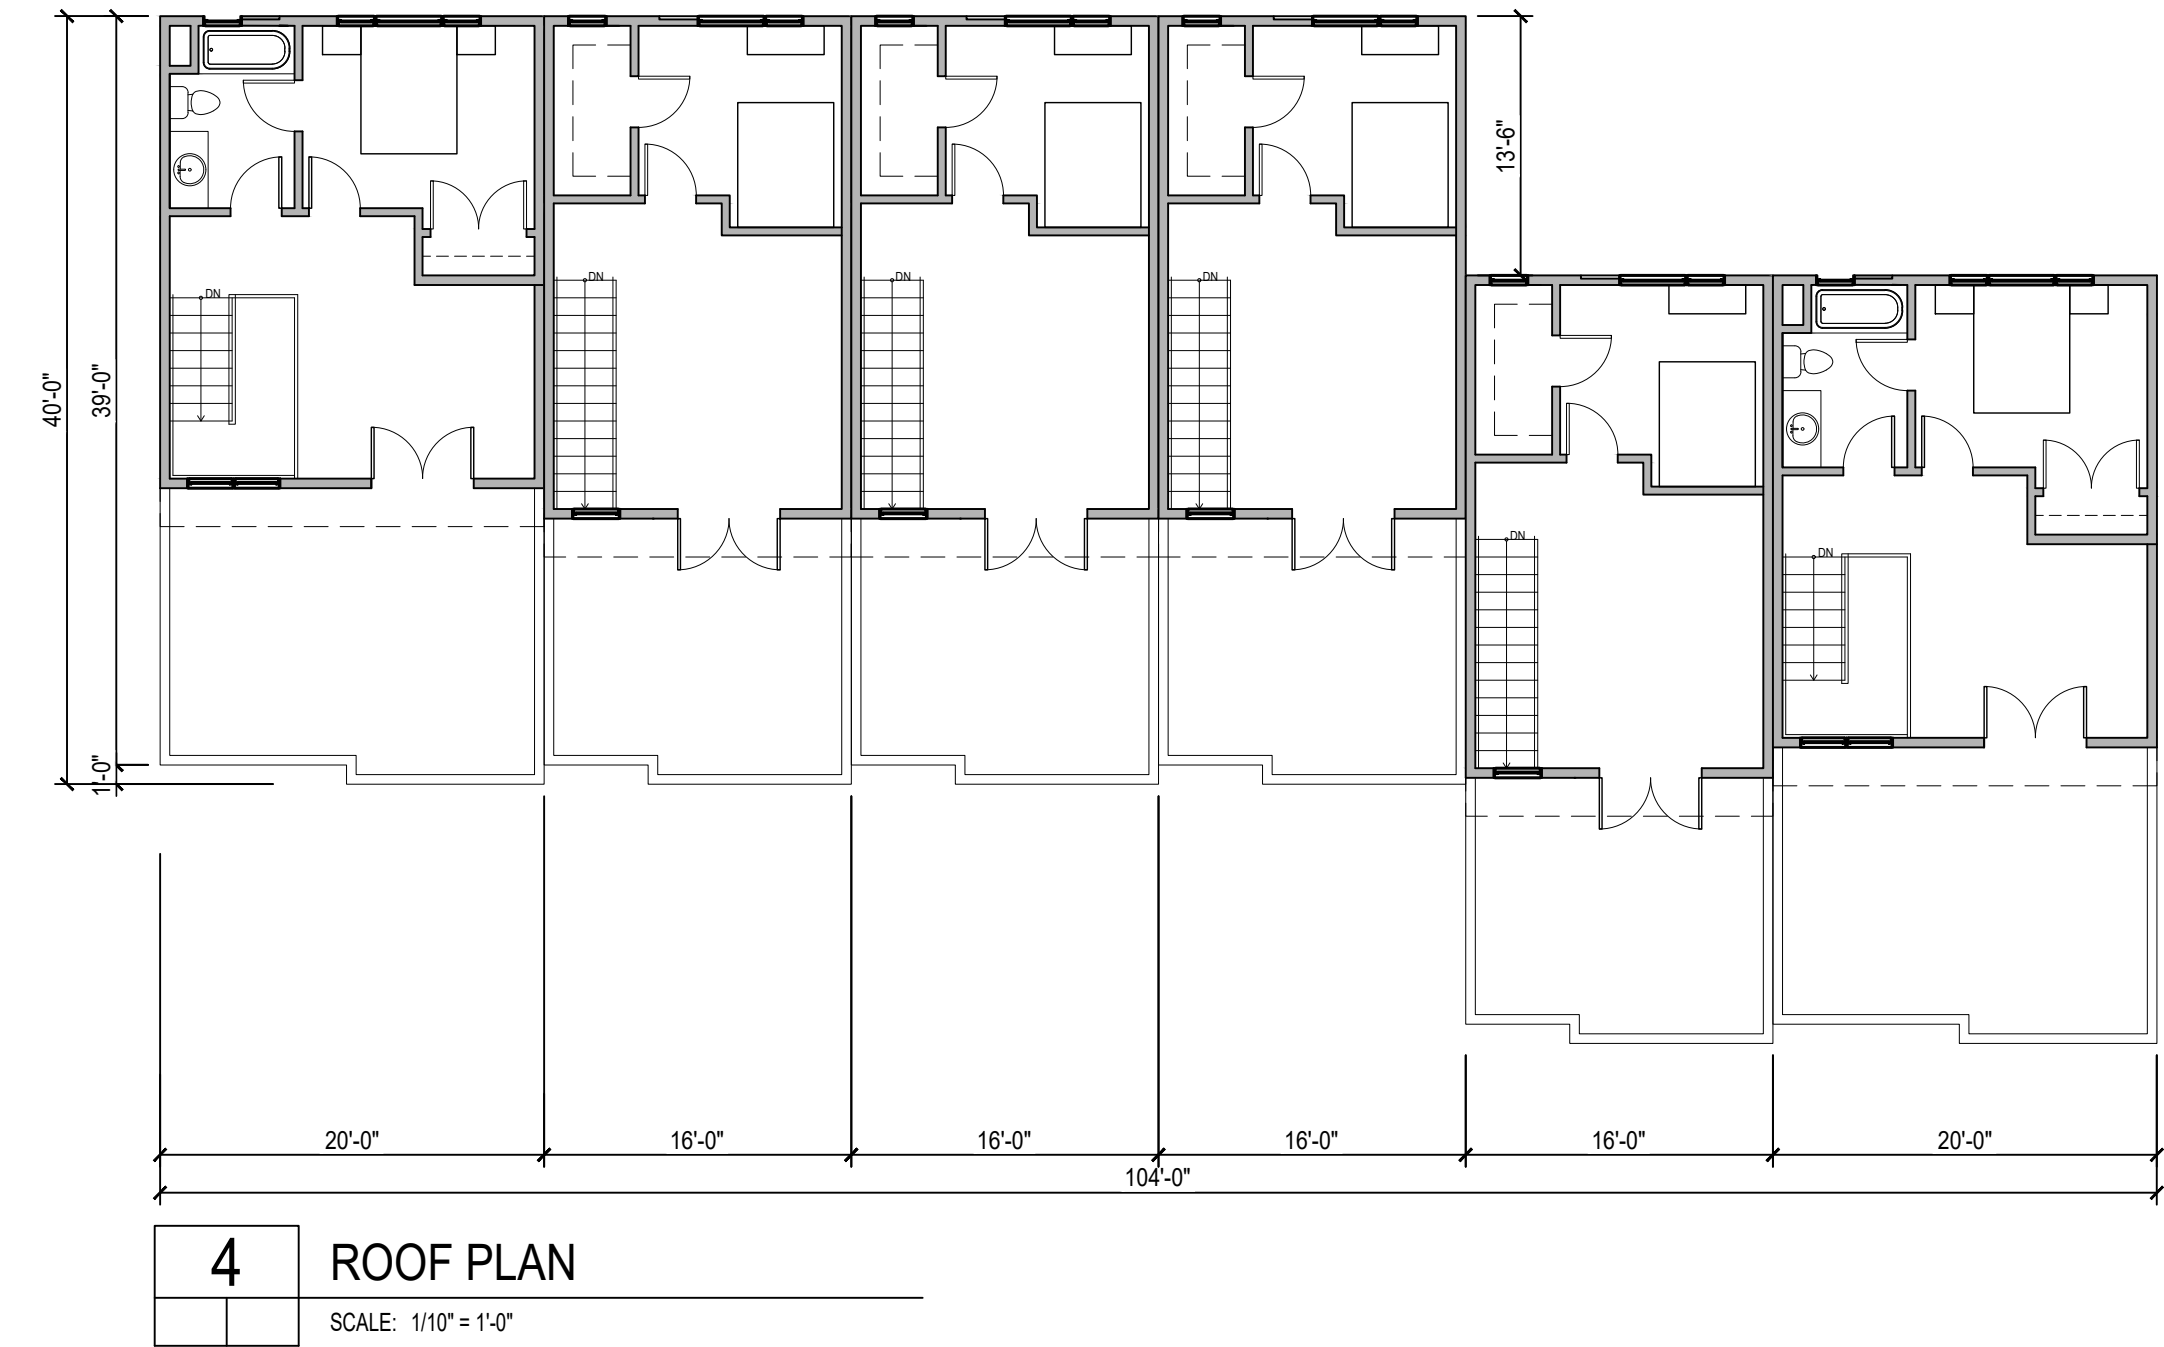 13'-6"
DN
DN
DN
DN
40'-0"
39'-0"
1'-0"
DN
DN
20'-0"
16'-0"
16'-0"
16'-0"
16'-0"
20'-0"
104'-0"
4
ROOF PLAN
SCALE: 1/10" = 1'-0"